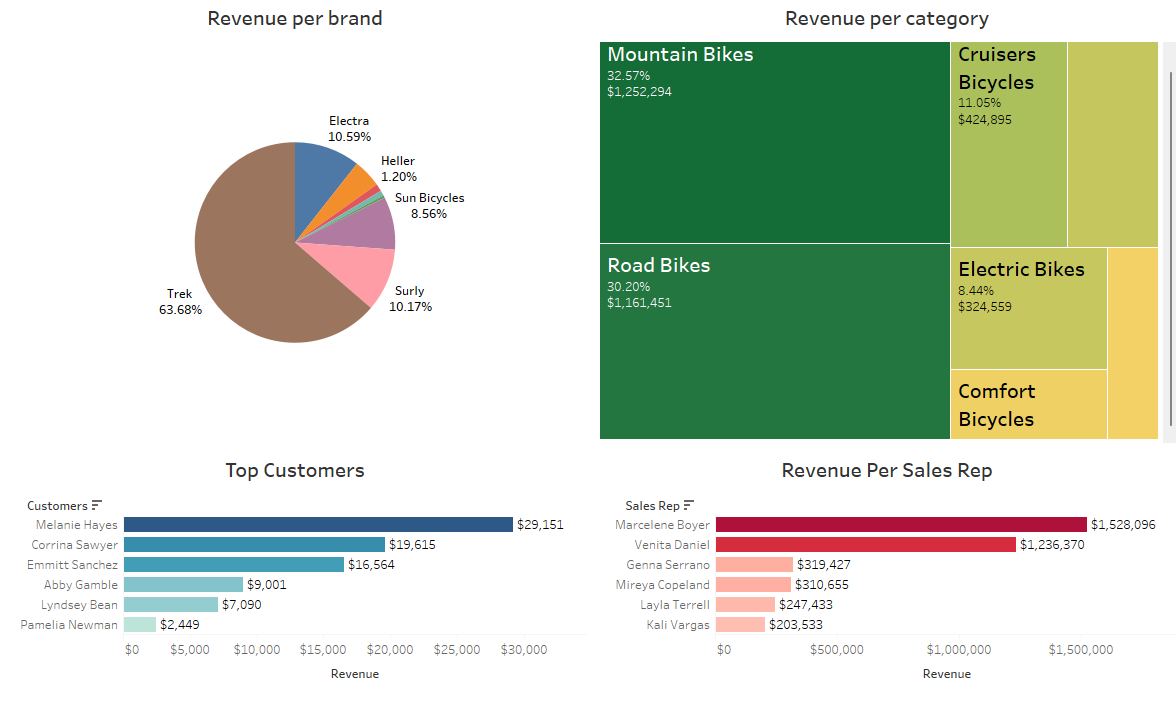 Revenue per brand
Electra
10.59%
Heller
1.20%
Sun Bicycles
8.56%
Surly
10.17%
Trek
63.68%
Revenue per category
Mountain Bikes
32.57%
$1,252,294
Road Bikes
30.20%
$1,161,451
Cruisers
Bicycles
11.05%
$424,895
Electric Bikes
8.44%
$324,559
Comfort
Bicycles
Top Customers
Customers
Melanie Hayes $29,151
Corrina Sawyer $19,615
Emmitt Sanchez $16,564
Abby Gamble $9,001
Lyndsey Bean $7,090
Pamelia Newman $2,449
$0 $5,000 $10,000 $15,000 $20,000 $25,000 $30,000
Revenue
Revenue Per Sales Rep
Sales Rep
Marcelene Boyer $1,528,096
Venita Daniel $1,236,370
Genna Serrano $319,427
Mireya Copeland $310,655
Layla Terrell $247,433
Kali Vargas $203,533
$0 $500,000 $1,000,000 $1,500,000
Revenue